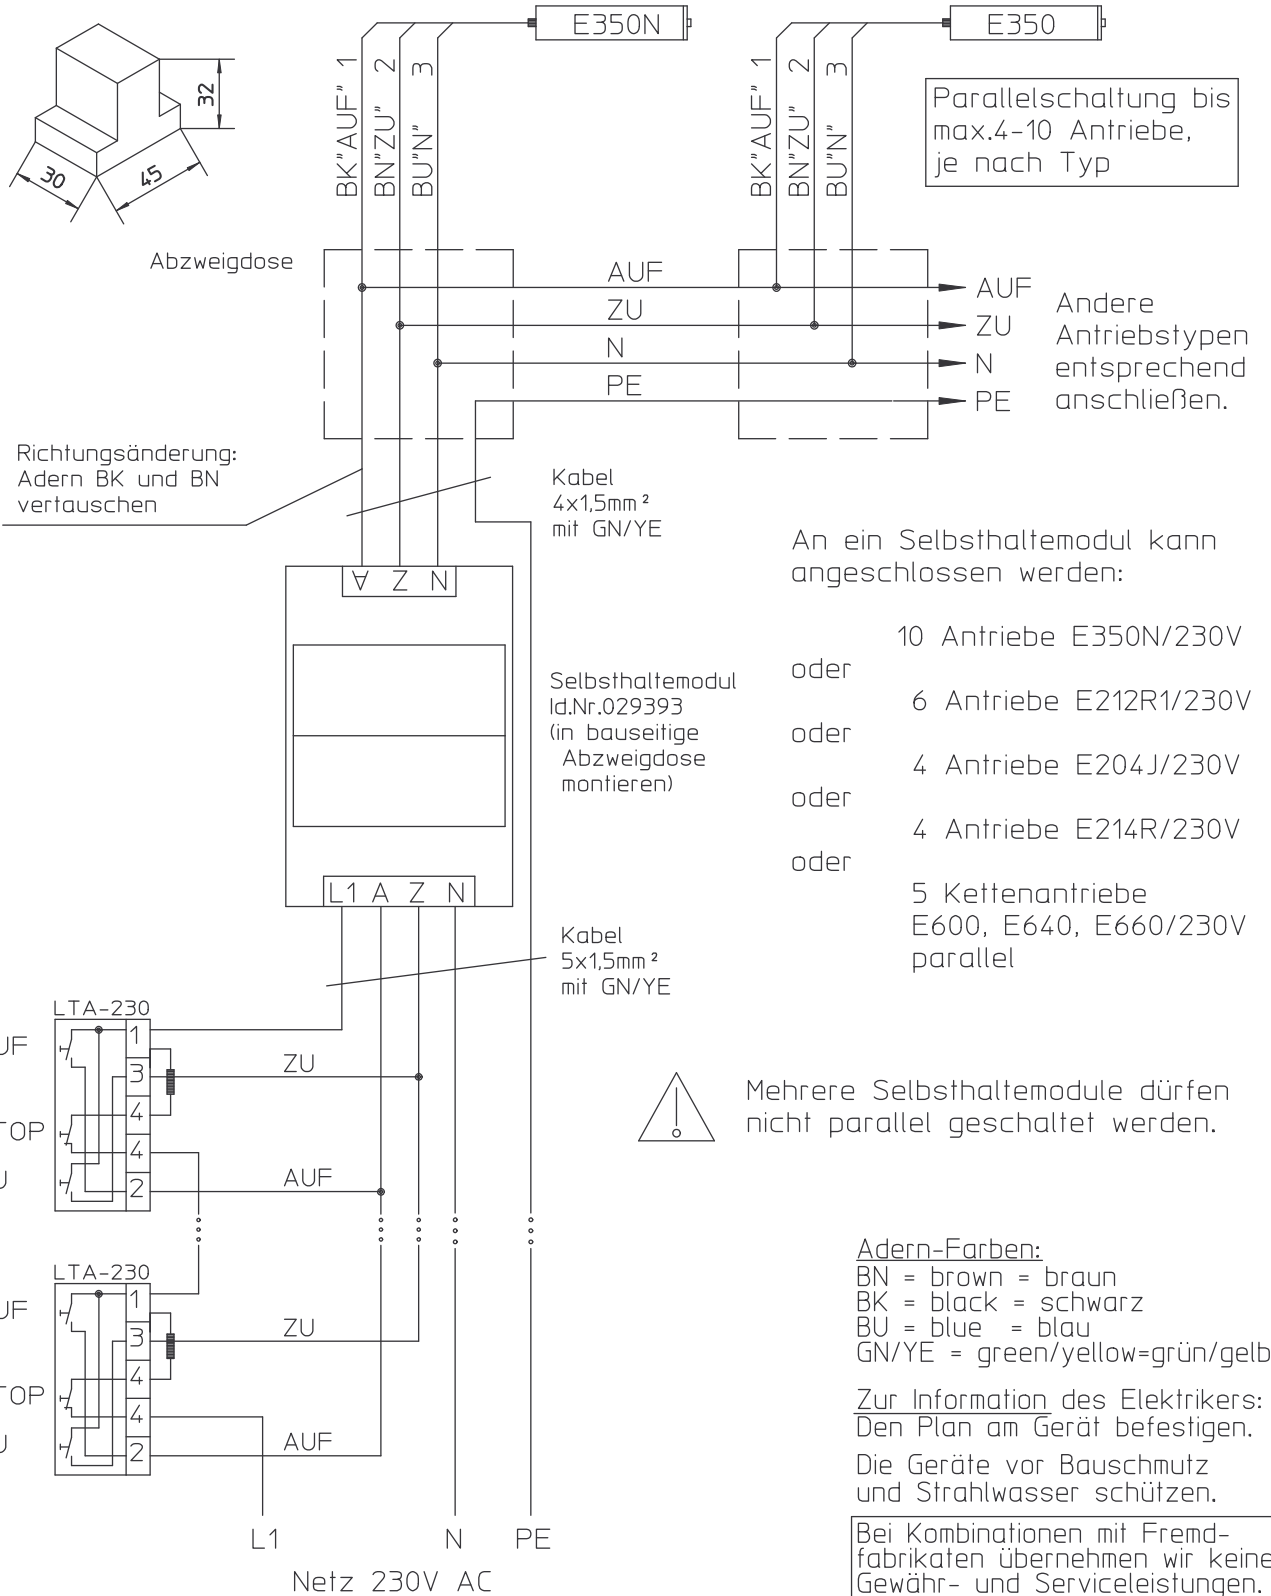 E350N
E350
32
30
45
BK"AUF" 1
BN"ZU" 2
BU"N" 3
BK"AUF" 1
BN"ZU" 2
BU"N" 3
Parallelschaltung bis
max.4-10 Antriebe,
je nach Typ
Abzweigdose
AUF
ZU
N
PE
AUF
ZU
N
PE
Andere
Antriebstypen
entsprechend
anschließen.
Richtungsänderung:
Adern BK und BN
vertauschen
Kabel
4x1,5mm²
mit GN/YE
A Z N
Selbsthaltemodul
Id.Nr.029393
(in bauseitige
Abzweigdose
montieren)
L1 A Z N
An ein Selbsthaltemodul kann
angeschlossen werden:
10 Antriebe E350N/230V
oder
6 Antriebe E212R1/230V
oder
4 Antriebe E204J/230V
oder
4 Antriebe E214R/230V
oder
5 Kettenantriebe
E600, E640, E660/230V
parallel
Kabel
5x1,5mm²
mit GN/YE
LTA-230
UF
TOP
U
1
3
4
4
2
ZU
AUF
Mehrere Selbsthaltemodule dürfen
nicht parallel geschaltet werden.
LTA-230
UF
TOP
U
1
3
4
4
2
ZU
AUF
L1 N PE
Netz 230V AC
Adern-Farben:
BN = brown = braun
BK = black = schwarz
BU = blue = blau
GN/YE = green/yellow=grün/gelb
Zur Information des Elektrikers:
Den Plan am Gerät befestigen.
Die Geräte vor Bauschmutz
und Strahlwasser schützen.
Bei Kombinationen mit Fremd-
fabrikaten übernehmen wir keine
Gewähr- und Serviceleistungen.